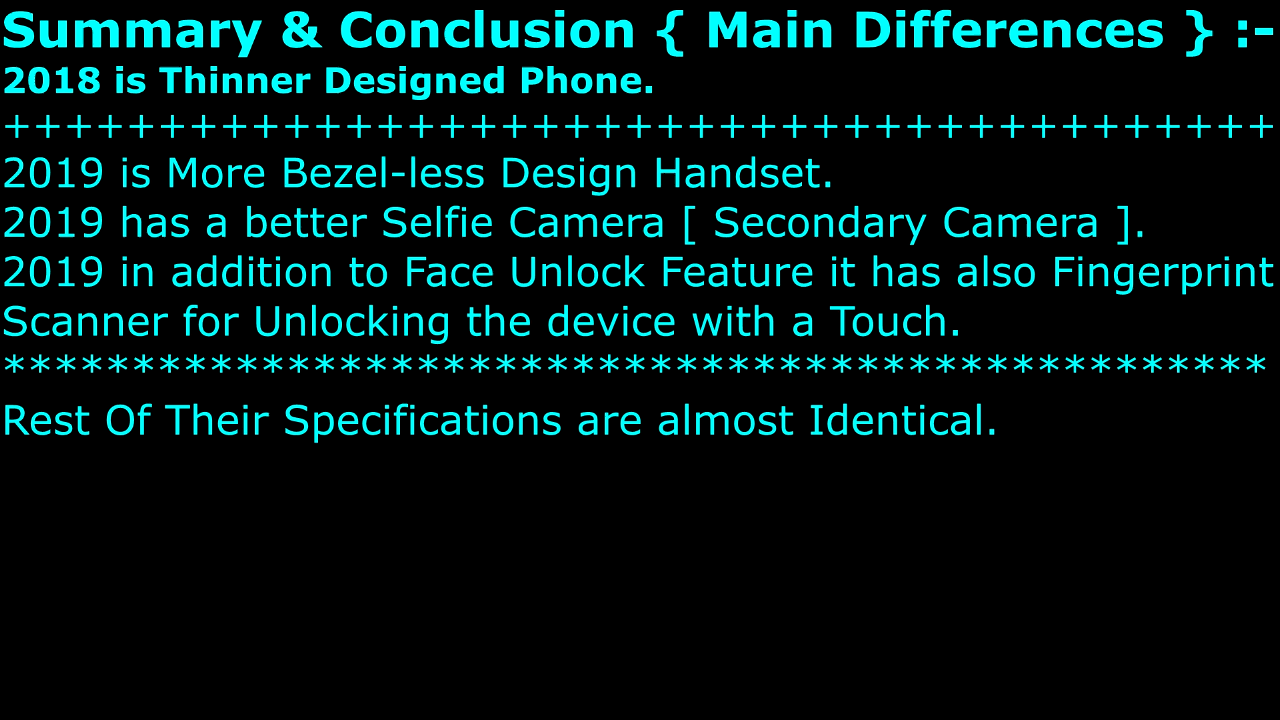 Summary & Conclusion { Main Differences } :-
2018 is Thinner Designed Phone.
+++++++++++++++++++++++++++++++++++++++++
2019 is More Bezel-less Design Handset.
2019 has a better Selfie Camera [ Secondary Camera ].
2019 in addition to Face Unlock Feature it has also Fingerprint
Scanner for Unlocking the device with a Touch.
*************************************************
Rest Of Their Specifications are almost Identical.